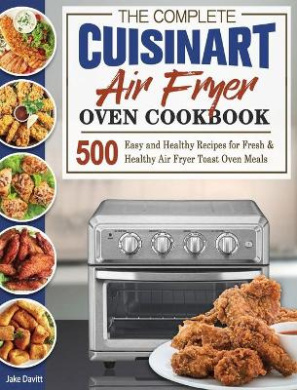 THE COMPLETE
CUISINART
Air Fryer
OVEN COOKBOOK
500
Easy and Healthy Recipes for Fresh &
Healthy Air Fryer Toast Oven Meals
Jake Davitt